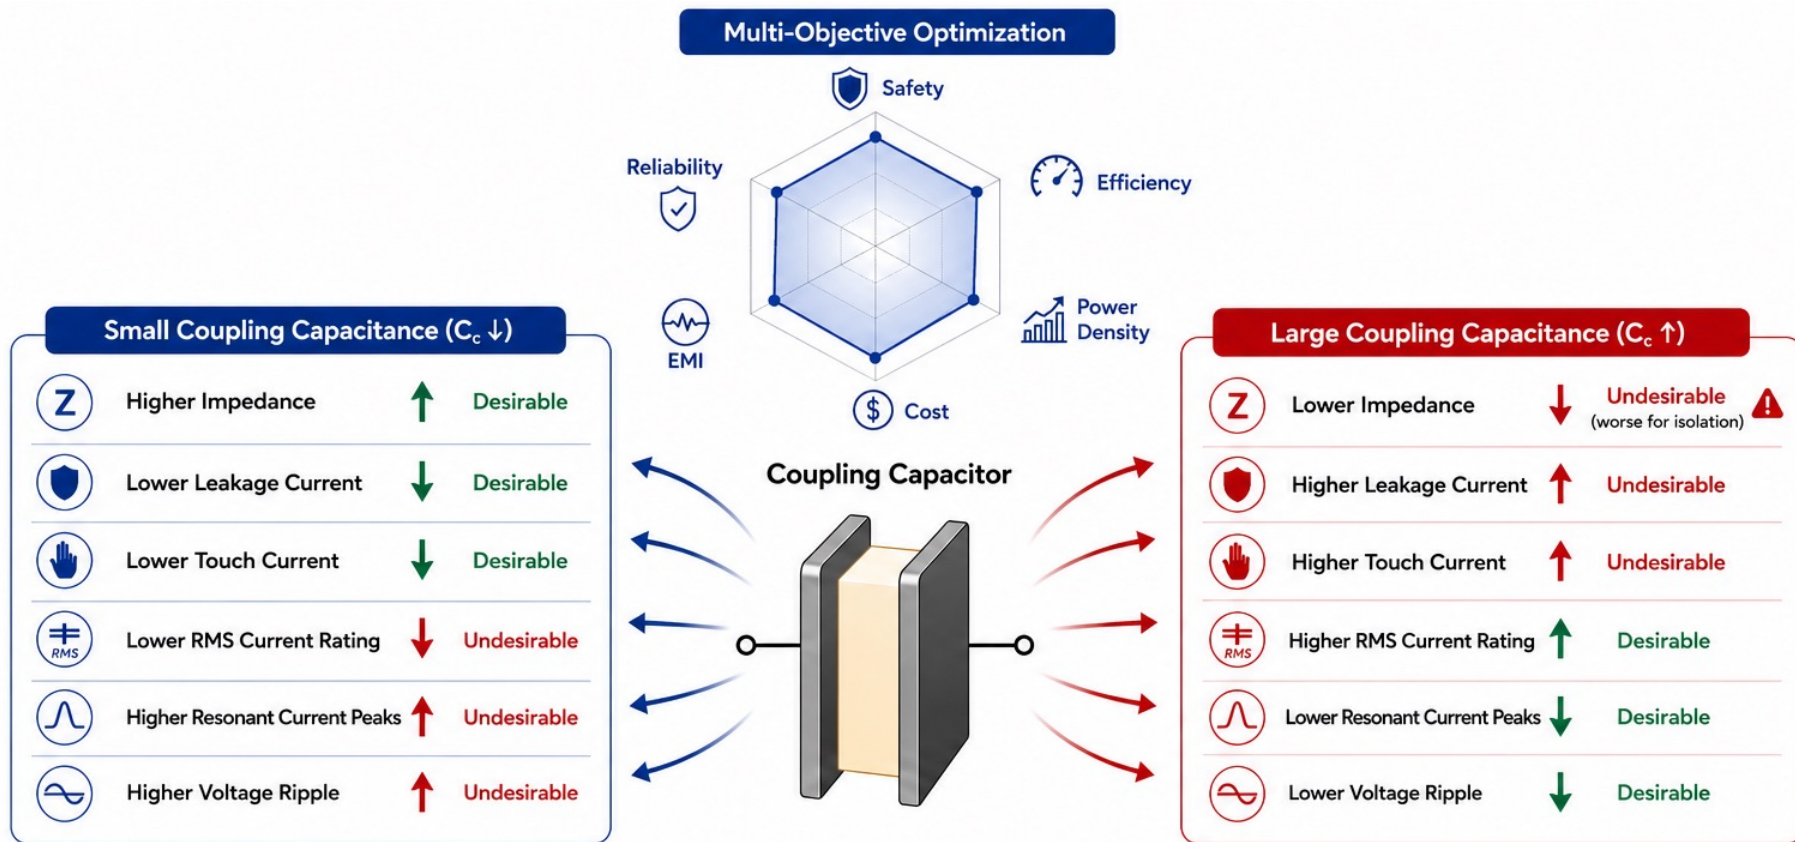 Multi-Objective Optimization
Safety
Reliability
Efficiency
EMI
Power
Density
$ Cost
Small Coupling Capacitance (Cc ↓)
Z Higher Impedance ↑ Desirable
Lower Leakage Current ↓ Desirable
Lower Touch Current ↓ Desirable
RMS Lower RMS Current Rating ↓ Undesirable
Higher Resonant Current Peaks ↑ Undesirable
Higher Voltage Ripple ↑ Undesirable
Coupling Capacitor
Large Coupling Capacitance (Cc ↑)
Z Lower Impedance ↓ Undesirable
(worse for isolation)
Higher Leakage Current ↑ Undesirable
Higher Touch Current ↑ Undesirable
RMS Higher RMS Current Rating ↑ Desirable
Lower Resonant Current Peaks ↓ Desirable
Lower Voltage Ripple ↓ Desirable